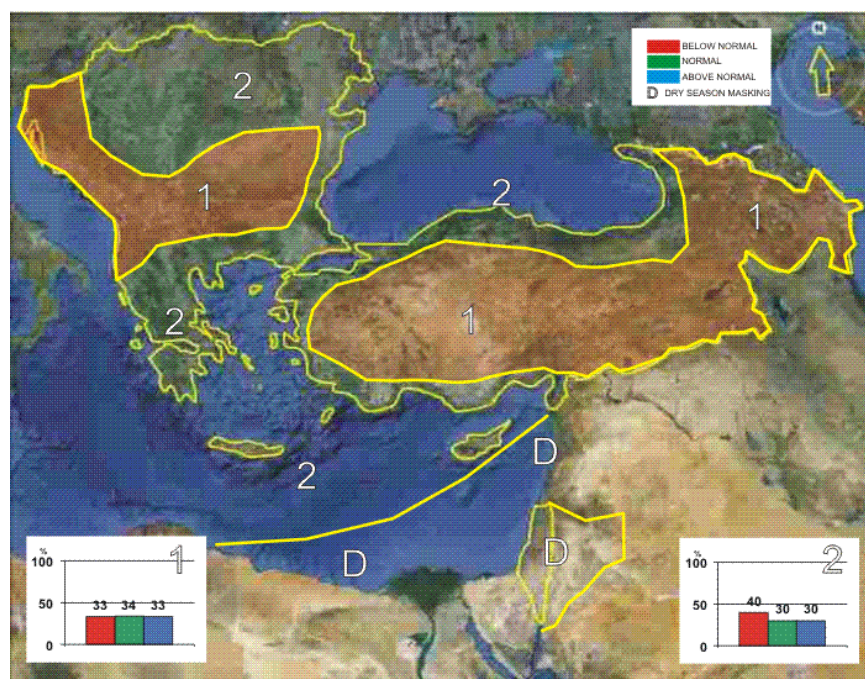 N
BELOW NORMAL
NORMAL
ABOVE NORMAL
D DRY SEASON MASKING
2
1
2
1
1
2
2
D
D
D
1
%
100
50
0
33 34 33
2
%
100
50
0
40 30 30